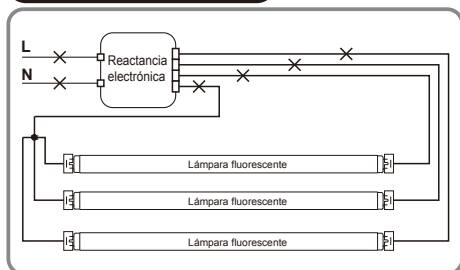 L
N
Reactancia
electrónica
Lámpara fluorescente
Lámpara fluorescente
Lámpara fluorescente